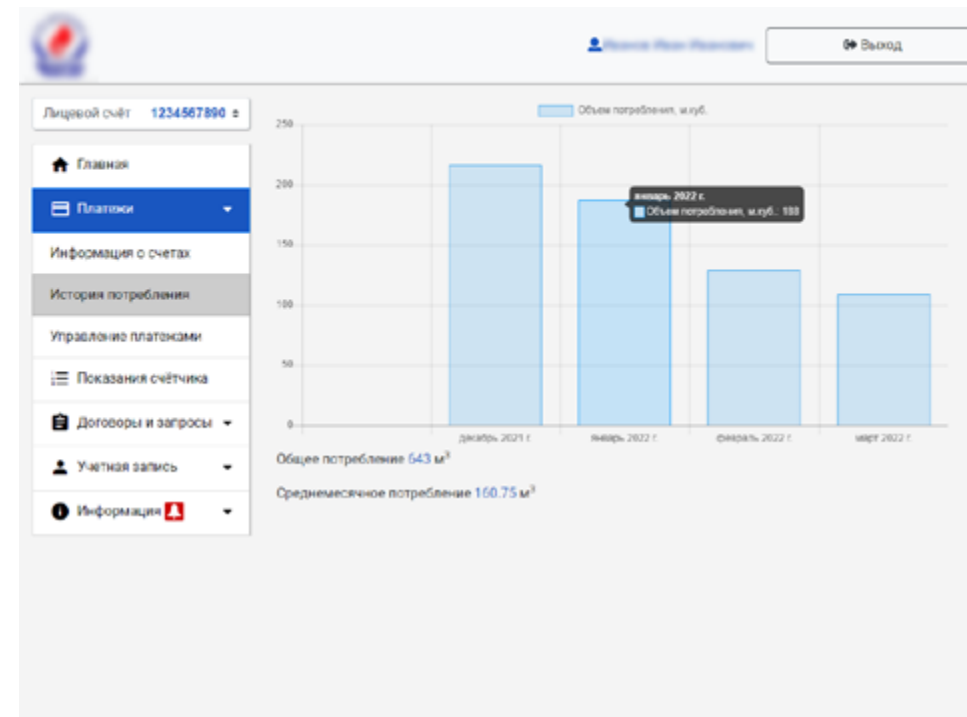 Выход
Лицевой счёт 1234567890
Главная
Платежи
Информация о счетах
История потребления
Управление платежами
Показания счётчика
Договоры и запросы
Учетная запись
Информация
Объем потребления, м.куб.
250
200
150
100
50
0
январь 2022 г.
Объем потребления, м.куб.: 188
декабрь 2021 г. январь 2022 г. февраль 2022 г. март 2022 г.
Общее потребление 643 м³
Среднемесячное потребление 160.75 м³